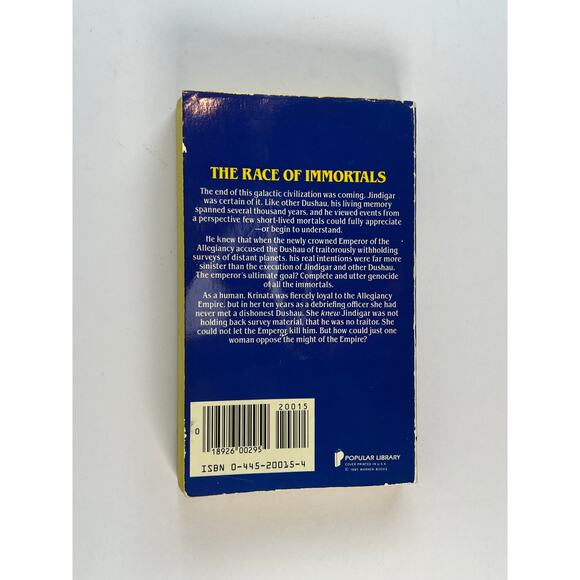 THE RACE OF IMMORTALS
The end of this galactic civilization was coming. Jindigar
was certain of it. Like other Dushau, his living memory
spanned several thousand years, and he viewed events from
a perspective few short-lived mortals could fully appreciate
—or begin to understand.
He knew that when the newly crowned Emperor of the
Allegiancy accused the Dushau of traitorously withholding
surveys of distant planets, his real intentions were far more
sinister than the execution of Jindigar and other Dushau.
The emperor's ultimate goal? Complete and utter genocide
of all the immortals.
As a human, Krinata was fiercely loyal to the Allegiancy
Empire, but in her ten years as a debriefing officer she had
never met a dishonest Dushau. She knew Jindigar was not
holding back survey material, that he was no traitor. She
could not let the Emperor kill him. But how could just one
woman oppose the might of the Empire?
20015
0
18926 00295
ISBN 0-445-20015-4
POPULAR LIBRARY
COVER PRINTED IN U.S.A.
© 1985 WARNER BOOKS